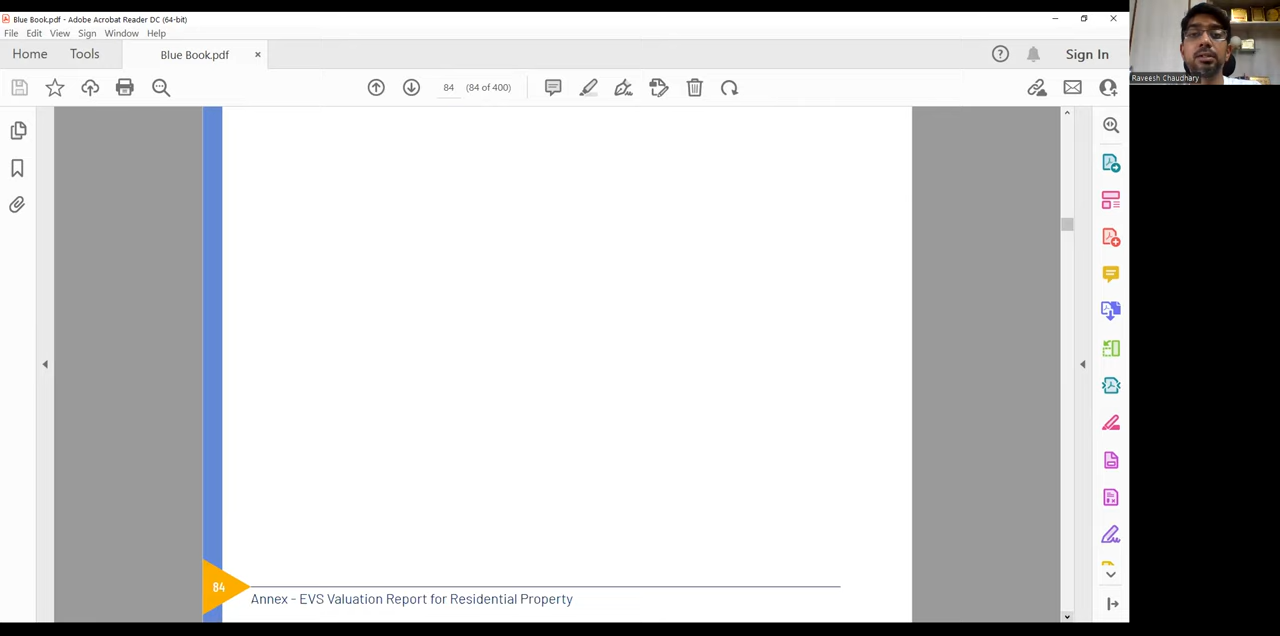 Blue Book.pdf - Adobe Acrobat Reader DC (64-bit)
File Edit View Sign Window Help
Home Tools Blue Book.pdf × Sign In
84 (84 of 400)
Raveesh Chaudhary
84
Annex - EVS Valuation Report for Residential Property